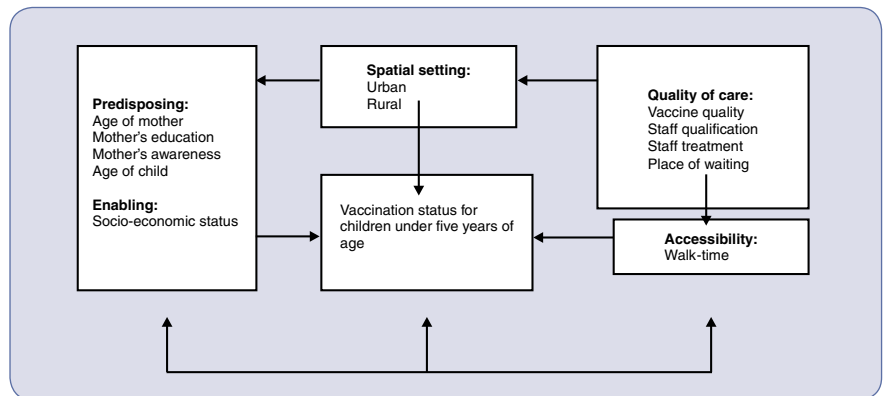 Predisposing:
Age of mother
Mother's education
Mother's awareness
Age of child
Enabling:
Socio-economic status
Spatial setting:
Urban
Rural
Vaccination status for
children under five years of
age
Quality of care:
Vaccine quality
Staff qualification
Staff treatment
Place of waiting
Accessibility:
Walk-time